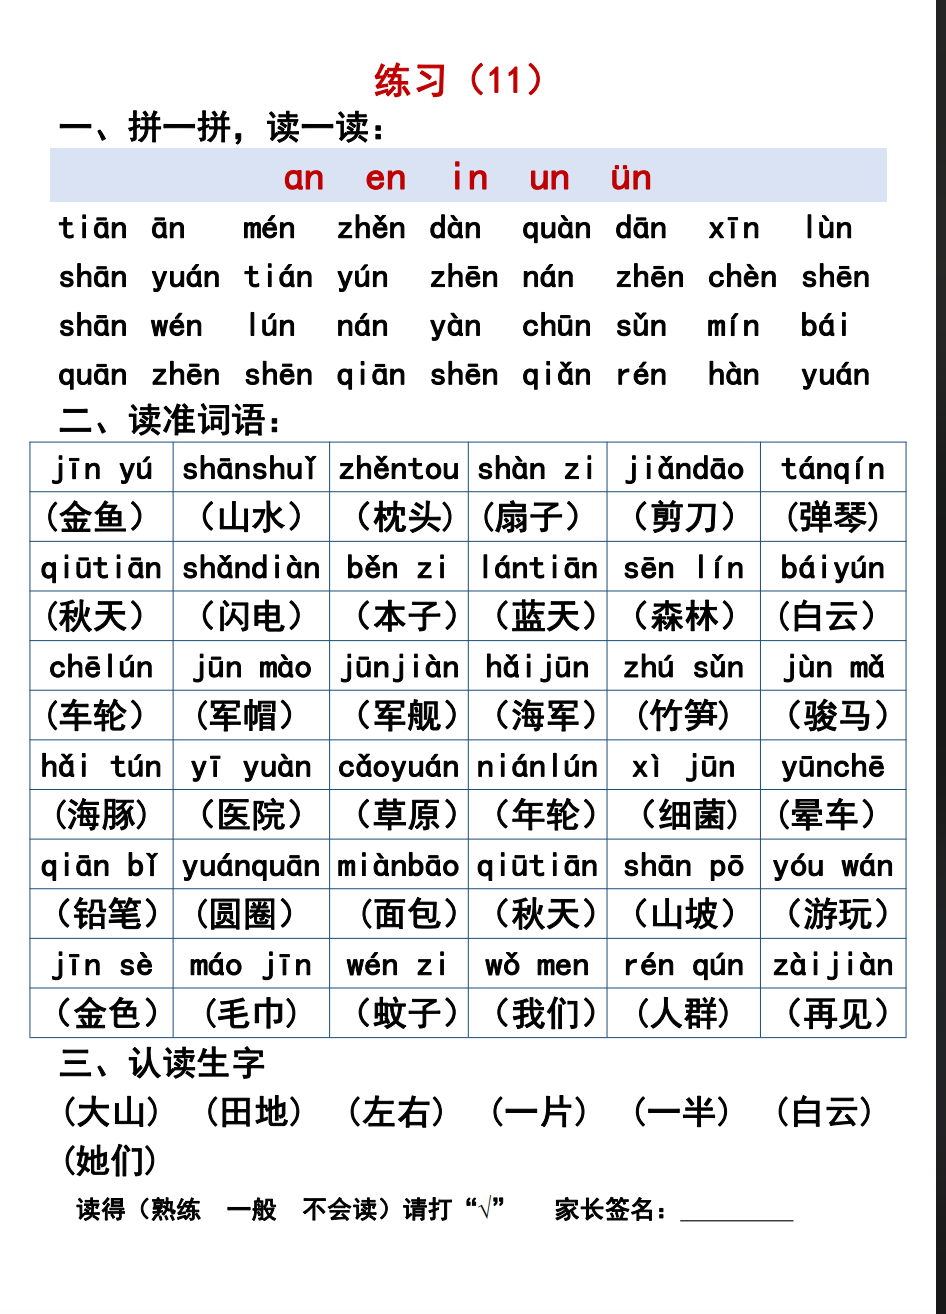 练习（11）
一、拼一拼，读一读：
an en in un ün
tiān ān mén zhěn dàn quàn dān xīn lùn
shān yuán tián yún zhēn nán zhēn chèn shēn
shān wén lún nán yàn chūn sǔn mín bái
quān zhēn shēn qiān shēn qiǎn rén hàn yuán
二、读准词语：
jīn yú shānshuǐ zhěntou shàn zi jiǎndāo tánqín
(金鱼） （山水） （枕头) (扇子） （剪刀） (弹琴)
qiūtiān shǎndiàn běn zi lántiān sēn lín báiyún
(秋天） （闪电） （本子） （蓝天） （森林） (白云）
chēlún jūn mào jūnjiàn hǎijūn zhú sǔn jùn mǎ
(车轮） (军帽） （军舰） （海军） (竹笋) （骏马）
hǎi tún yī yuàn cǎoyuán niánlún xì jūn yūnchē
(海豚) （医院） （草原） （年轮） （细菌) (晕车）
qiān bǐ yuánquān miànbāo qiūtiān shān pō yóu wán
（铅笔） (圆圈） (面包） （秋天） （山坡） （游玩）
jīn sè máo jīn wén zi wǒ men rén qún zàijiàn
（金色） (毛巾) （蚊子） （我们） (人群) （再见）
三、认读生字
(大山) (田地) (左右) (一片) (一半) (白云)
(她们)
读得（熟练 一般 不会读）请打“√” 家长签名：_________